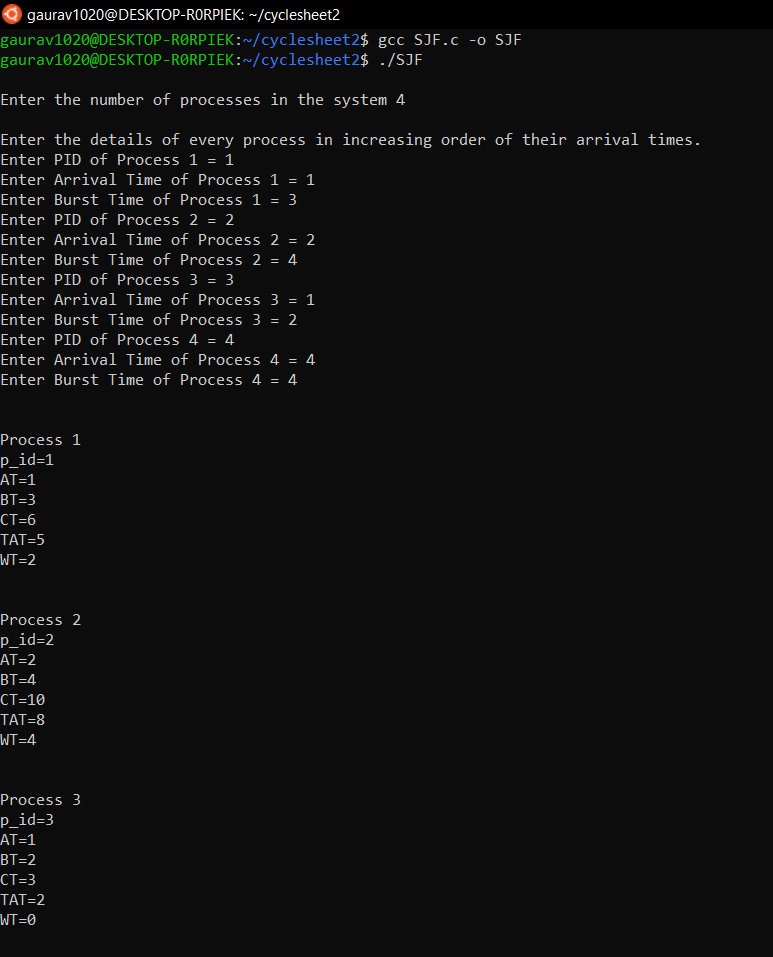 gaurav1020@DESKTOP-R0RPIEK: ~/cyclesheet2
gaurav1020@DESKTOP-R0RPIEK:~/cyclesheet2$ gcc SJF.c -o SJF
gaurav1020@DESKTOP-R0RPIEK:~/cyclesheet2$ ./SJF
Enter the number of processes in the system 4
Enter the details of every process in increasing order of their arrival times.
Enter PID of Process 1 = 1
Enter Arrival Time of Process 1 = 1
Enter Burst Time of Process 1 = 3
Enter PID of Process 2 = 2
Enter Arrival Time of Process 2 = 2
Enter Burst Time of Process 2 = 4
Enter PID of Process 3 = 3
Enter Arrival Time of Process 3 = 1
Enter Burst Time of Process 3 = 2
Enter PID of Process 4 = 4
Enter Arrival Time of Process 4 = 4
Enter Burst Time of Process 4 = 4
Process 1
p_id=1
AT=1
BT=3
CT=6
TAT=5
WT=2
Process 2
p_id=2
AT=2
BT=4
CT=10
TAT=8
WT=4
Process 3
p_id=3
AT=1
BT=2
CT=3
TAT=2
WT=0